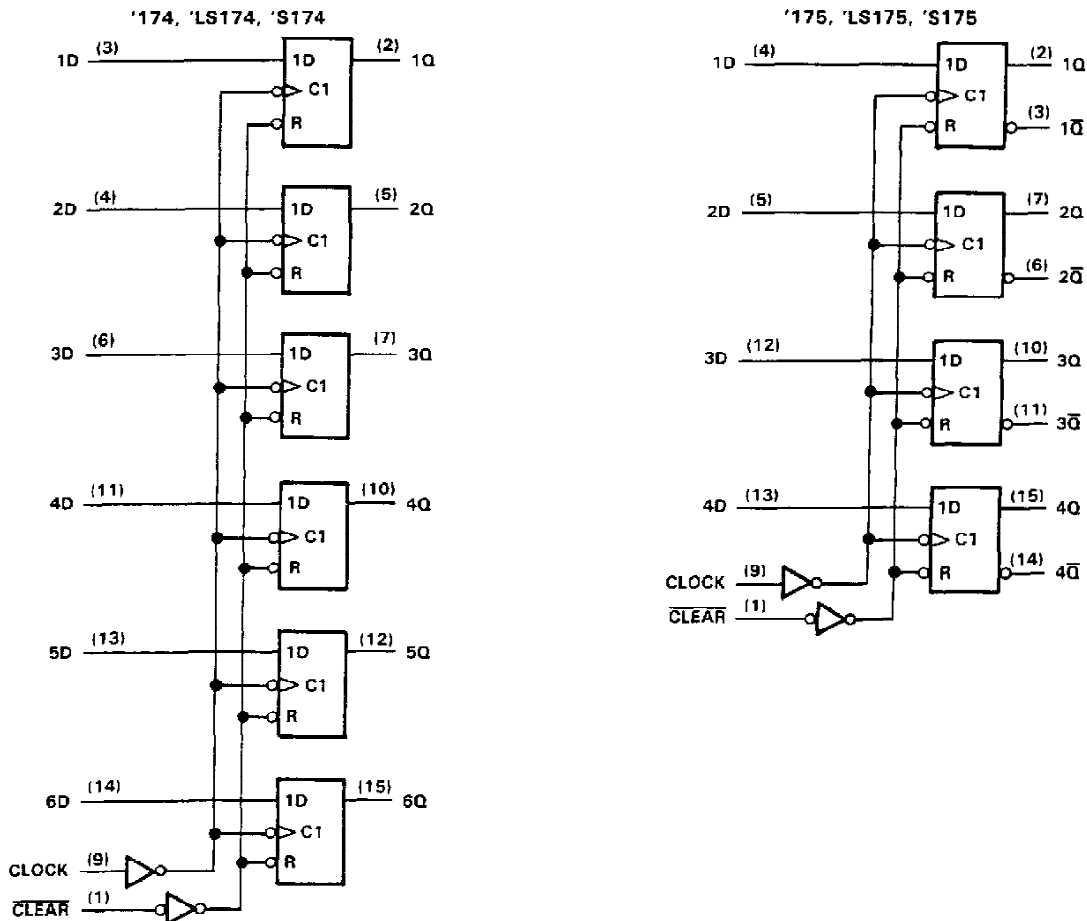 '174, 'LS174, 'S174
1D (3) 1D (2) 1Q
C1
R
2D (4) 1D (5) 2Q
C1
R
3D (6) 1D (7) 3Q
C1
R
4D (11) 1D (10) 4Q
C1
R
5D (13) 1D (12) 5Q
C1
R
6D (14) 1D (15) 6Q
C1
CLOCK (9) R
C̅L̅E̅A̅R̅ (1)
'175, 'LS175, 'S175
1D (4) 1D (2) 1Q
C1
R (3) 1Q̅
2D (5) 1D (7) 2Q
C1
R (6) 2Q̅
3D (12) 1D (10) 3Q
C1
R (11) 3Q̅
4D (13) 1D (15) 4Q
C1
CLOCK (9) R (14) 4Q̅
C̅L̅E̅A̅R̅ (1)